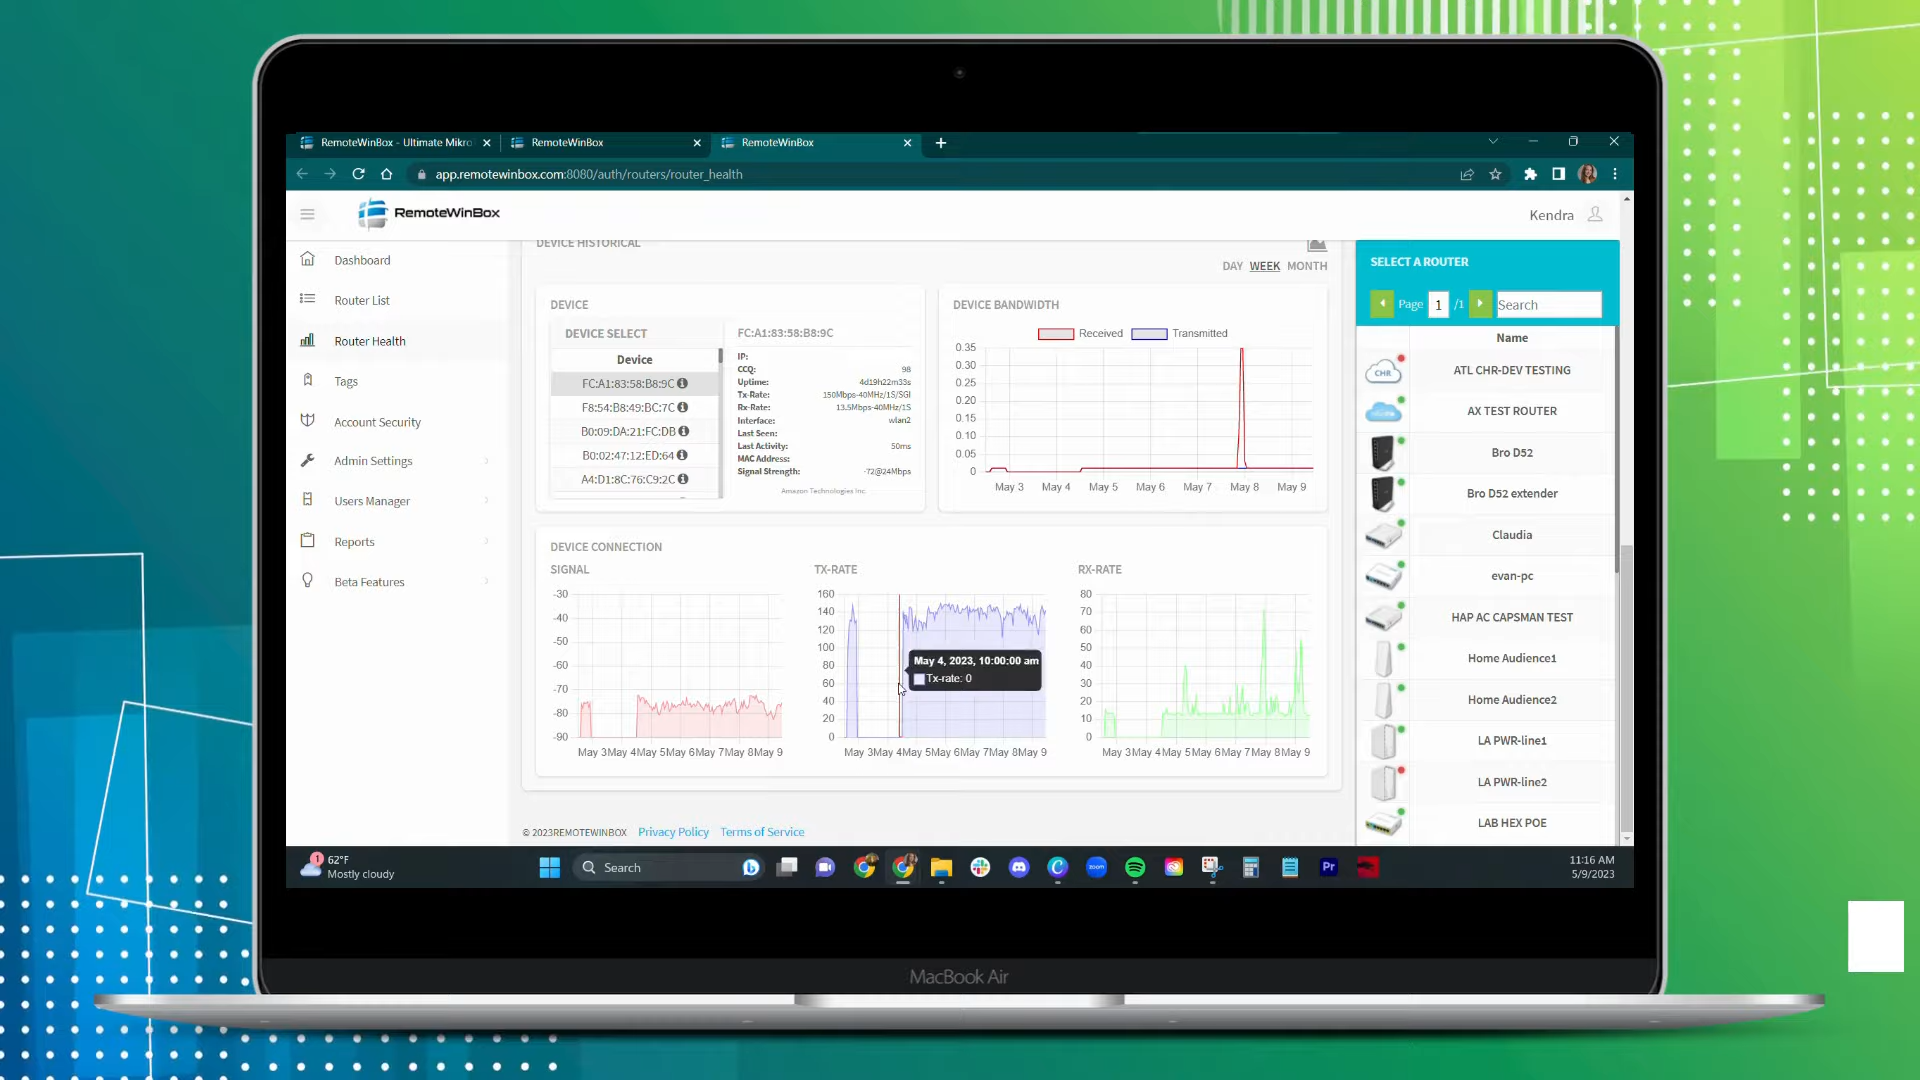 RemoteWinBox - Ultimate Mikro
RemoteWinBox
RemoteWinBox
app.remotewinbox.com:8080/auth/routers/router_health
RemoteWinBox
Kendra
Dashboard
Router List
Router Health
Tags
Account Security
Admin Settings
Users Manager
Reports
Beta Features
DEVICE HISTORICAL
DAY WEEK MONTH
DEVICE
DEVICE SELECT
Device
FC:A1:83:58:B8:9C
F8:54:B8:49:BC:7C
B0:09:DA:21:FC:DB
B0:02:47:12:ED:64
A4:D1:8C:76:C9:2C
FC:A1:83:58:B8:9C
IP:
CCQ: 98
Uptime: 4d19h22m33s
Tx-Rate: 150Mbps-40MHz/1S/SGI
Rx-Rate: 13.5Mbps-40MHz/1S
Interface: wlan2
Last Seen:
Last Activity: 50ms
MAC Address:
Signal Strength: -72@24Mbps
Amazon Technologies Inc.
DEVICE BANDWIDTH
Received Transmitted
0.35
0.30
0.25
0.20
0.15
0.10
0.05
0
May 3 May 4 May 5 May 6 May 7 May 8 May 9
DEVICE CONNECTION
SIGNAL
-30
-40
-50
-60
-70
-80
-90
May 3May 4May 5May 6May 7May 8May 9
TX-RATE
160
140
120
100
80
60
40
20
0
May 3May 4May 5May 6May 7May 8May 9
May 4, 2023, 10:00:00 am
Tx-rate: 0
RX-RATE
80
70
60
50
40
30
20
10
0
May 3May 4May 5May 6May 7May 8May 9
SELECT A ROUTER
Page 1 /1 Search
Name
CHR ATL CHR-DEV TESTING
AX TEST ROUTER
Bro D52
Bro D52 extender
Claudia
evan-pc
HAP AC CAPSMAN TEST
Home Audience1
Home Audience2
LA PWR-line1
LA PWR-line2
LAB HEX POE
© 2023REMOTEWINBOX Privacy Policy Terms of Service
1
62°F
Mostly cloudy
Search
zoom
Pr
11:16 AM
5/9/2023
MacBook Air